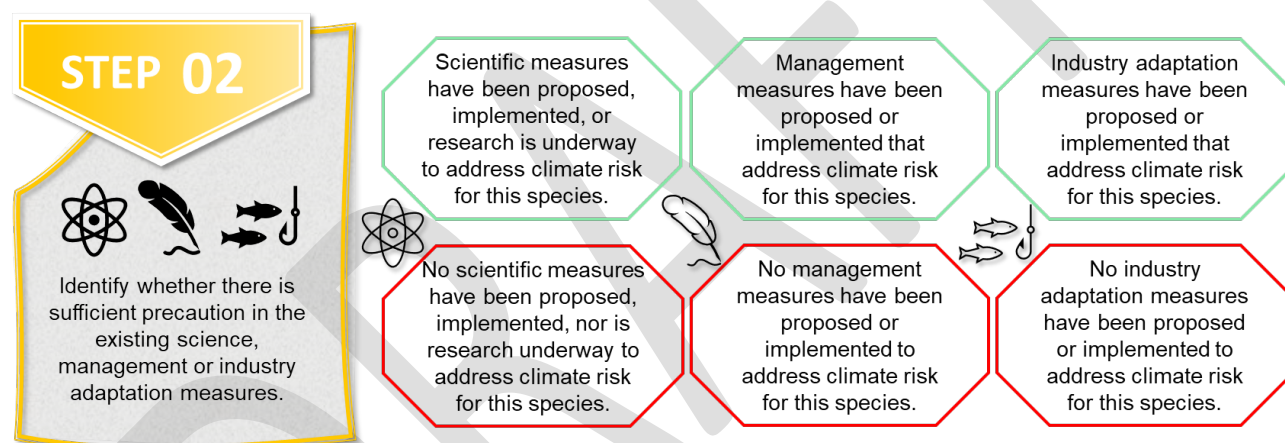 STEP 02
Identify whether there is
sufficient precaution in the
existing science,
management or industry
adaptation measures.
Scientific measures
have been proposed,
implemented, or
research is underway
to address climate risk
for this species.
Management
measures have been
proposed or
implemented that
address climate risk
for this species.
Industry adaptation
measures have been
proposed or
implemented that
address climate risk
for this species.
No scientific measures
have been proposed,
implemented, nor is
research underway to
address climate risk
for this species.
No management
measures have been
proposed or
implemented to
address climate risk
for this species.
No industry
adaptation measures
have been proposed
or implemented to
address climate risk
for this species.